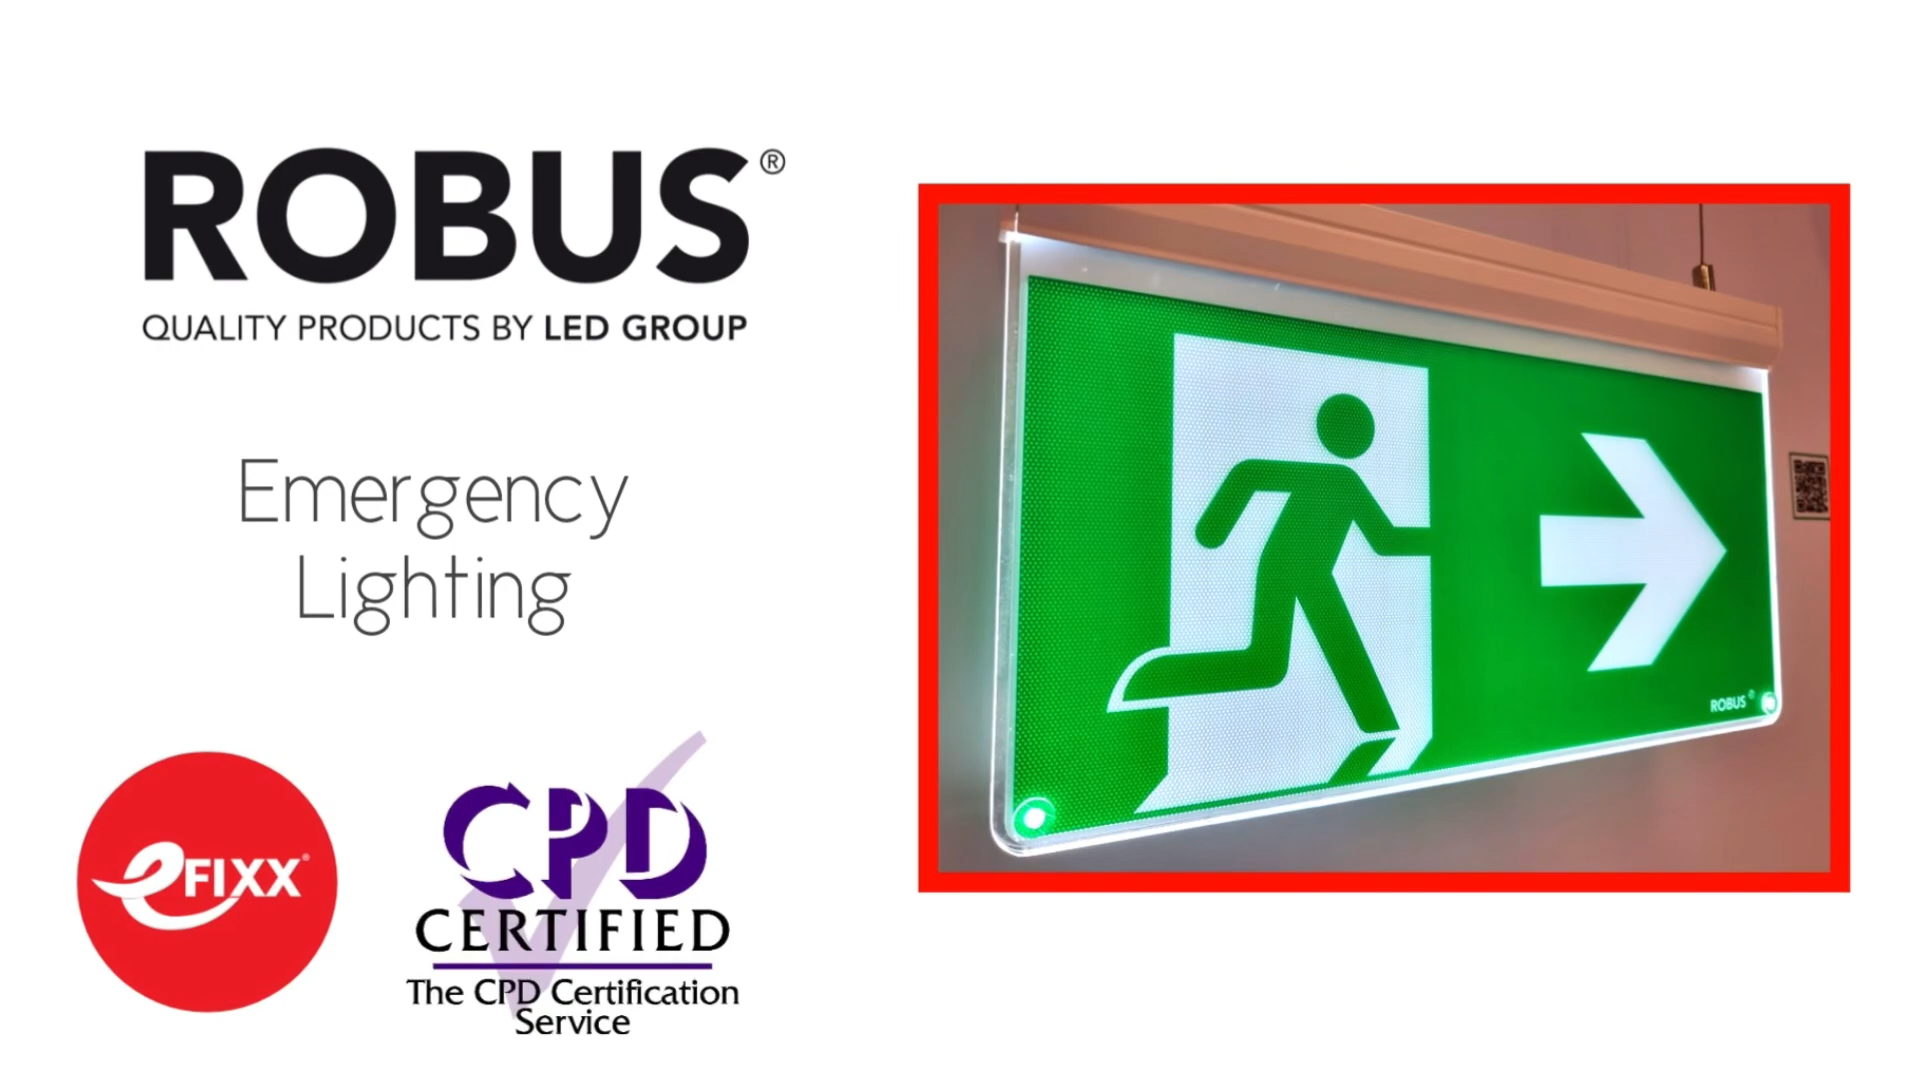 ROBUS®
QUALITY PRODUCTS BY LED GROUP
Emergency
Lighting
eFIXX®
CPD
CERTIFIED
The CPD Certification
Service
ROBUS®